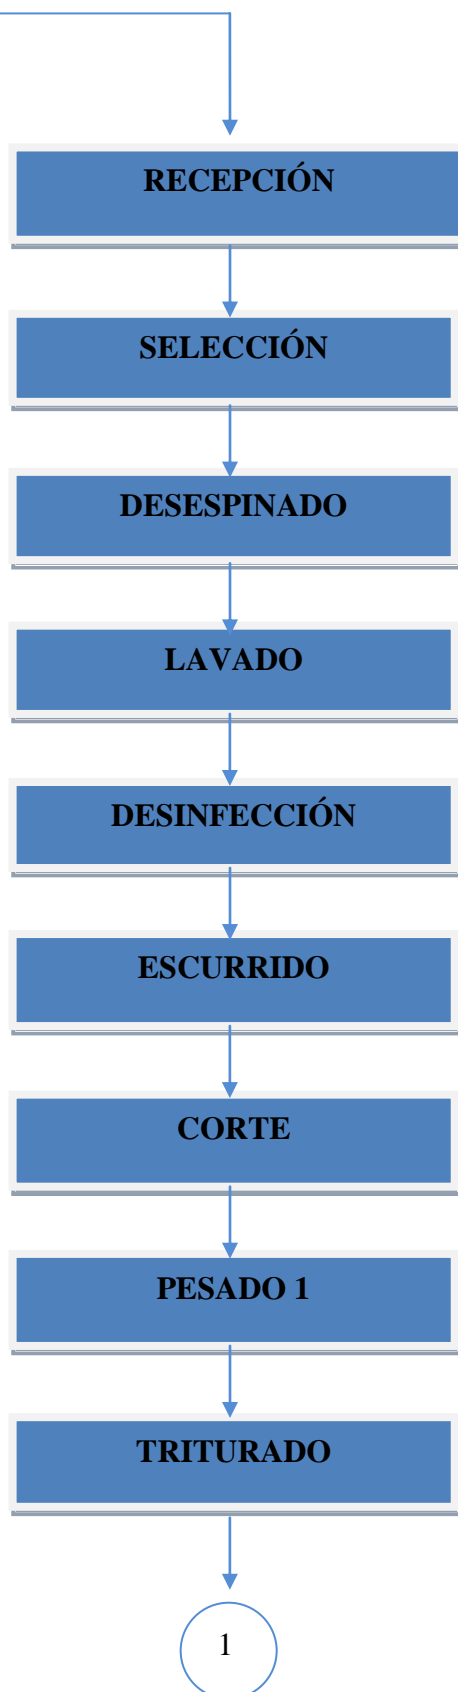 RECEPCIÓN
SELECCIÓN
DESESPINADO
LAVADO
DESINFECCIÓN
ESCURRIDO
CORTE
PESADO 1
TRITURADO
1